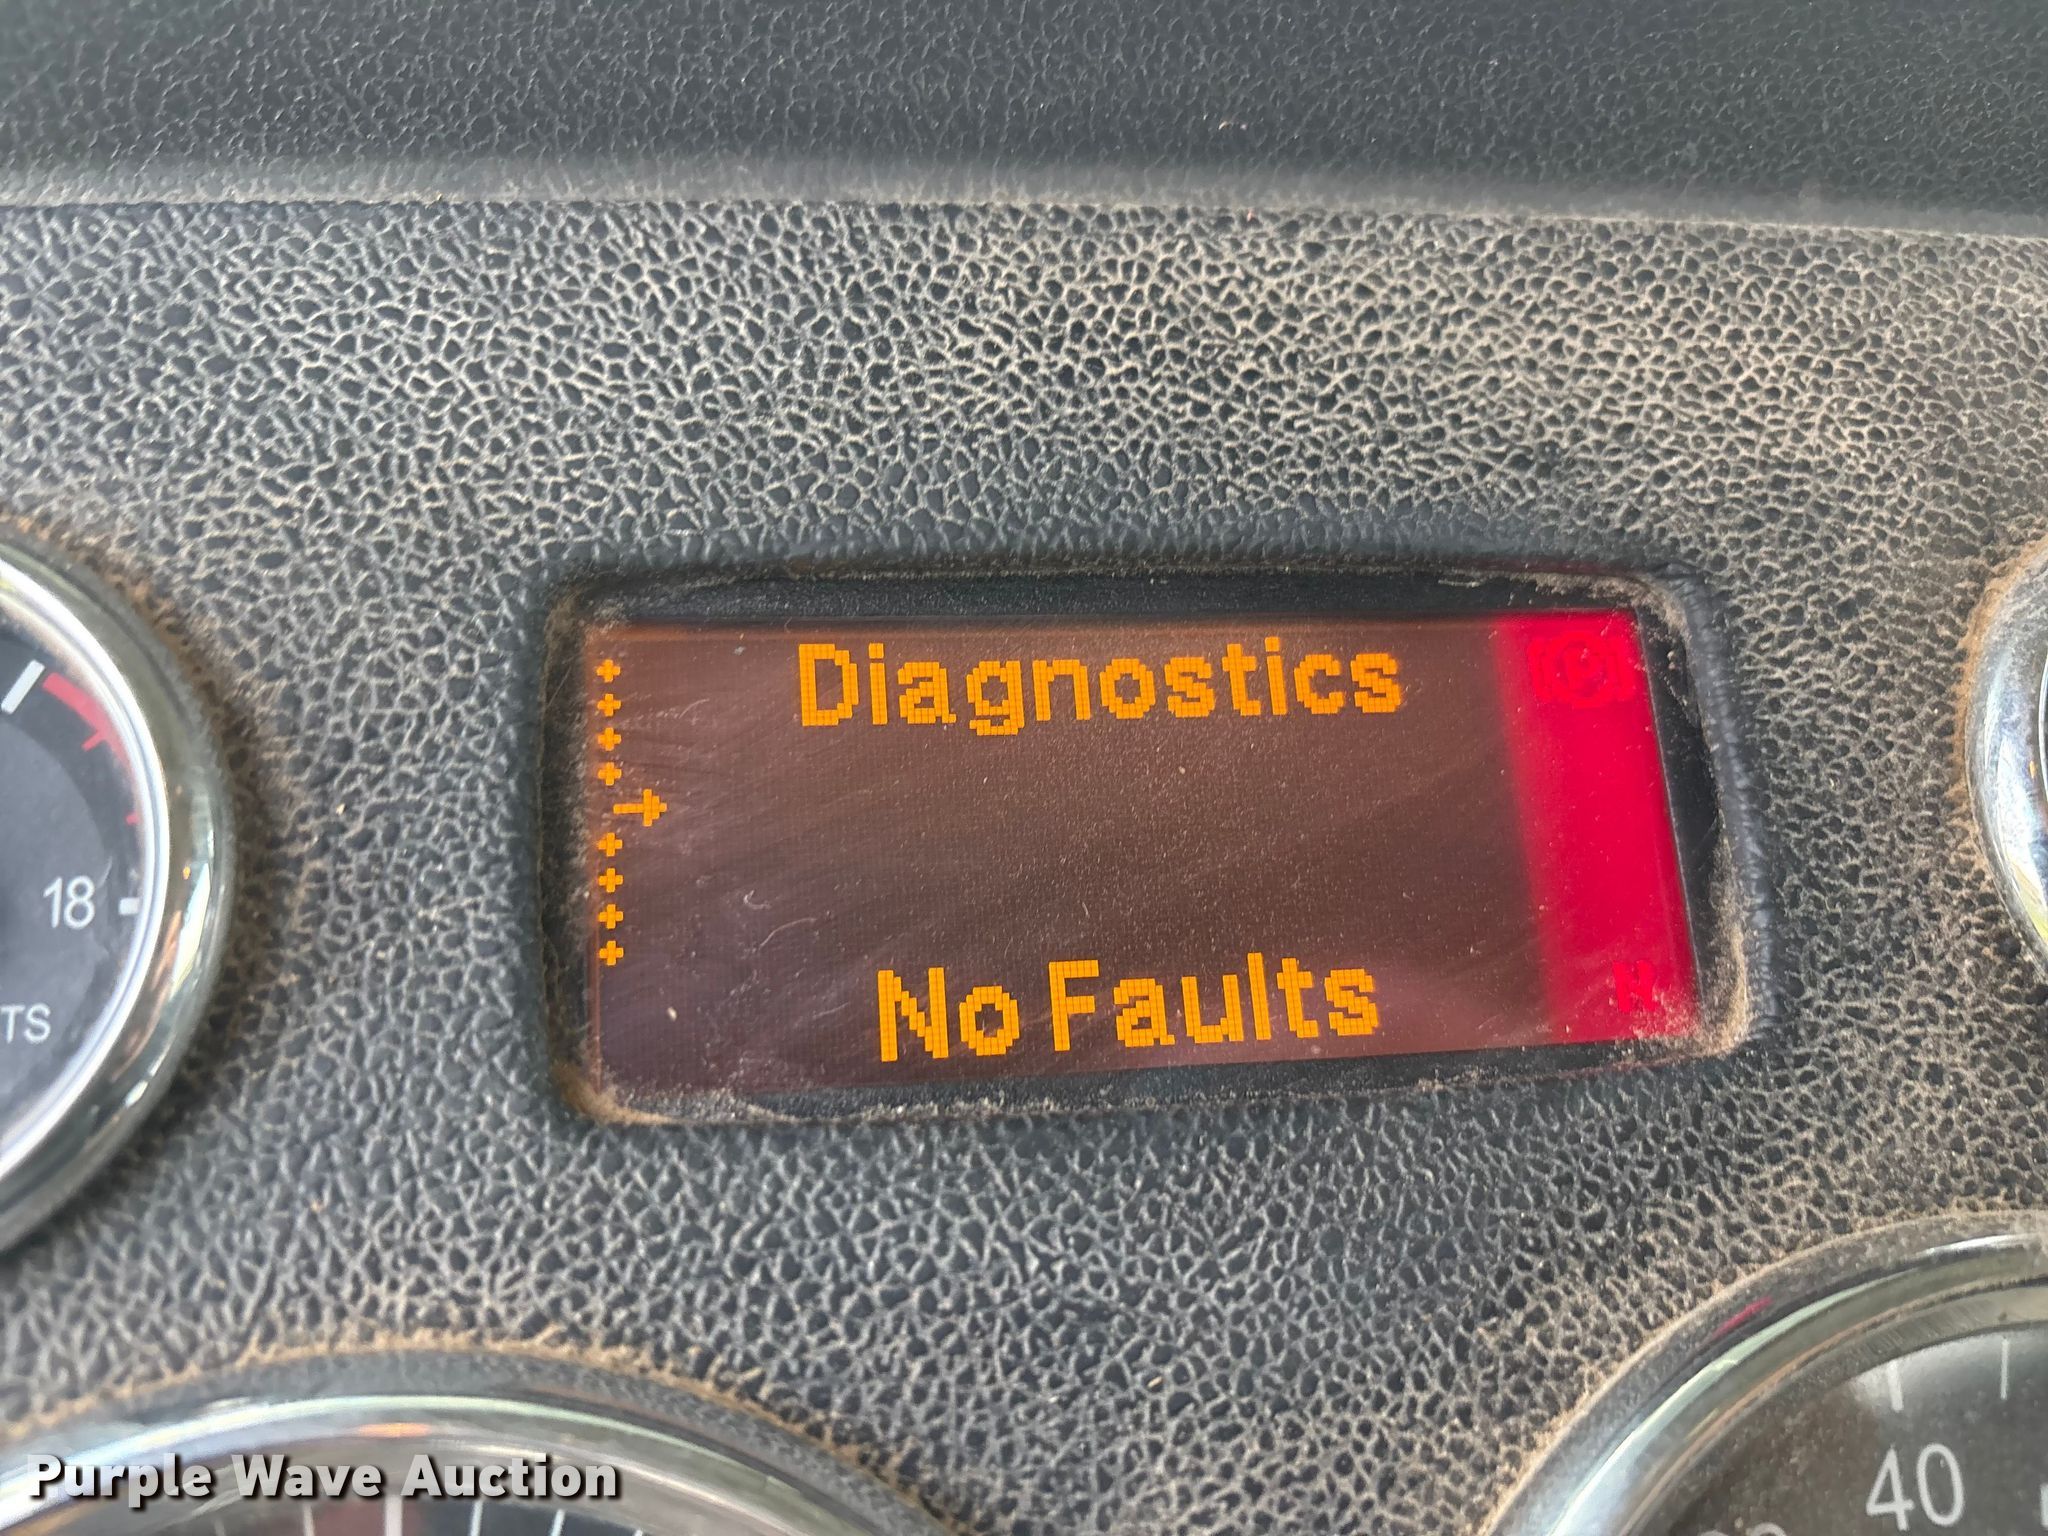 Diagnostics
No Faults
18
TS
40
Purple Wave Auction